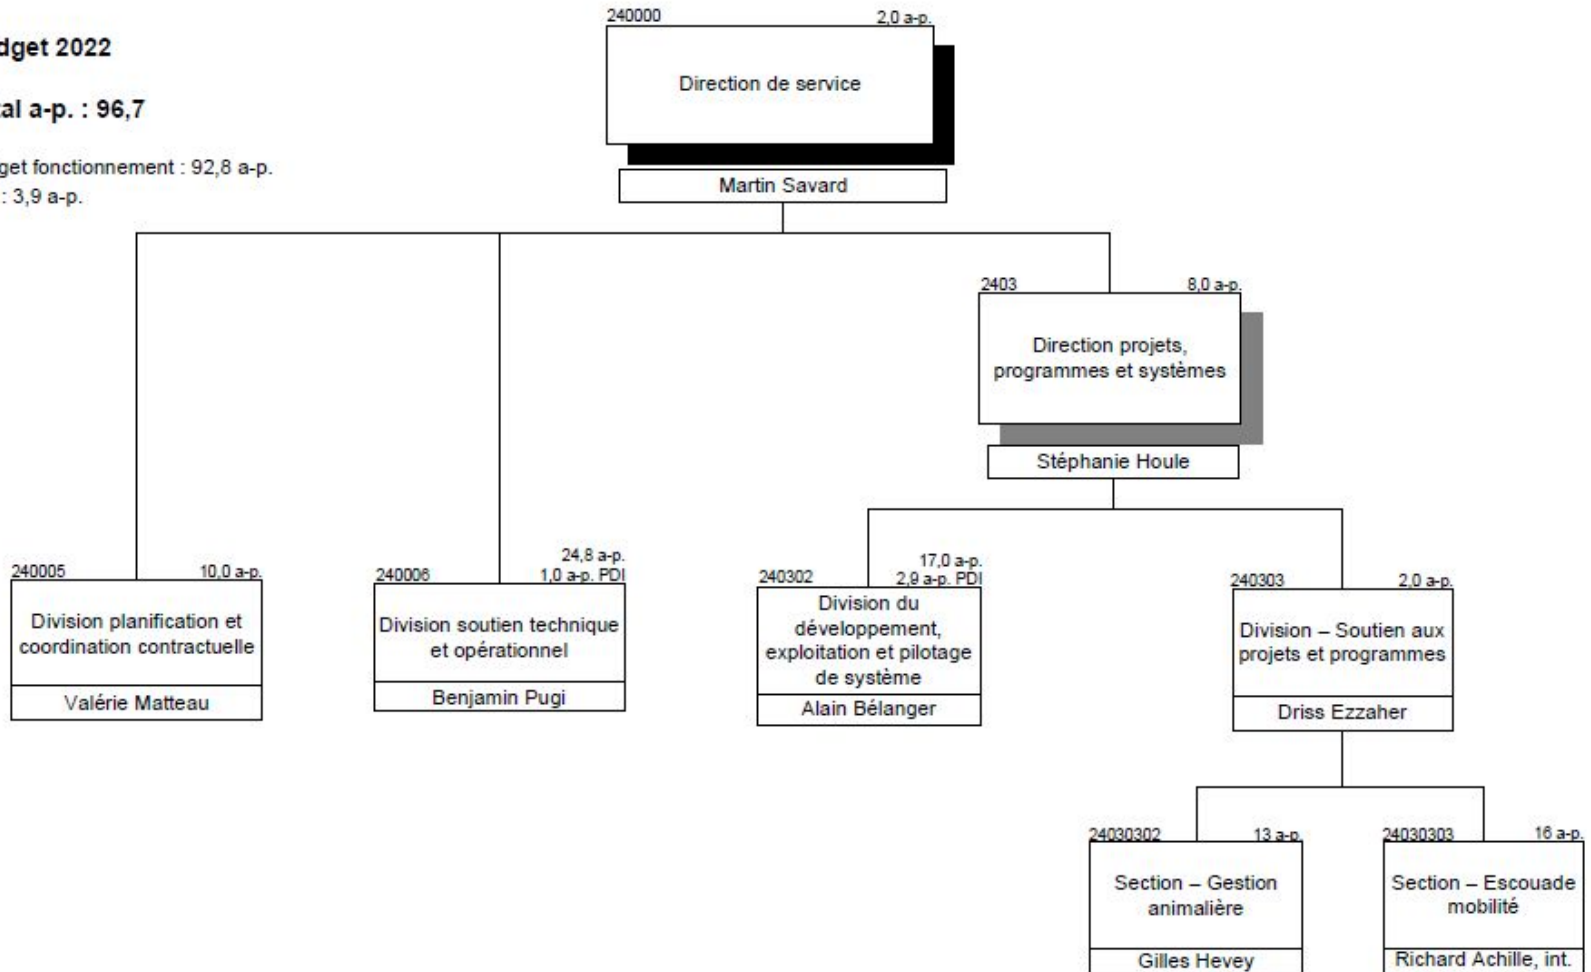 240000
2,0 a-p.
dget 2022
Direction de service
tal a-p. : 96,7
get fonctionnement : 92,8 a-p.
: 3,9 a-p.
Martin Savard
2403
8,0 a-p.
Direction projets,
programmes et systèmes
Stéphanie Houle
240005
10,0 a-p.
Division planification et
coordination contractuelle
Valérie Matteau
240006
24,8 a-p.
1,0 a-p. PDI
Division soutien technique
et opérationnel
Benjamin Pugi
240302
17,0 a-p.
2,9 a-p. PDI
Division du
développement,
exploitation et pilotage
de système
Alain Bélanger
240303
2,0 a-p.
Division – Soutien aux
projets et programmes
Driss Ezzaher
24030302
13 a-p.
Section – Gestion
animalière
Gilles Hevey
24030303
16 a-p.
Section – Escouade
mobilité
Richard Achille, int.